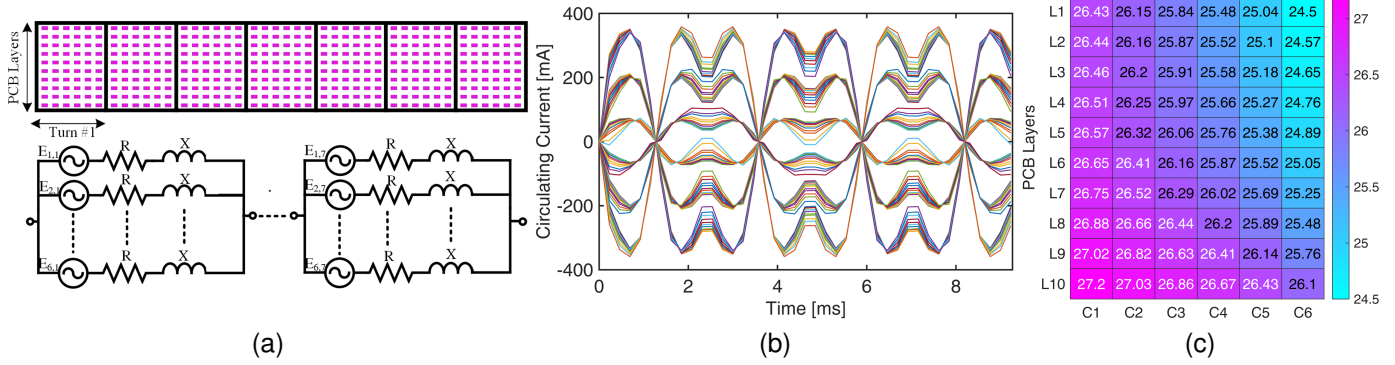 PCB Layers
Turn #1
E1,1 R X
E2,1 R X
E6,1 R X
E1,7 R X
E2,7 R X
E6,7 R X
(a)
Circulating Current [mA]
400
200
0
-200
-400
0 2 4 6 8
Time [ms]
(b)
PCB Layers
L1 26.43 26.15 25.84 25.48 25.04 24.5
L2 26.44 26.16 25.87 25.52 25.1 24.57
L3 26.46 26.2 25.91 25.58 25.18 24.65
L4 26.51 26.25 25.97 25.66 25.27 24.76
L5 26.57 26.32 26.06 25.76 25.38 24.89
L6 26.65 26.41 26.16 25.87 25.52 25.05
L7 26.75 26.52 26.29 26.02 25.69 25.25
L8 26.88 26.66 26.44 26.2 25.89 25.48
L9 27.02 26.82 26.63 26.41 26.14 25.76
L10 27.2 27.03 26.86 26.67 26.43 26.1
C1 C2 C3 C4 C5 C6
27
26.5
26
25.5
25
24.5
(c)